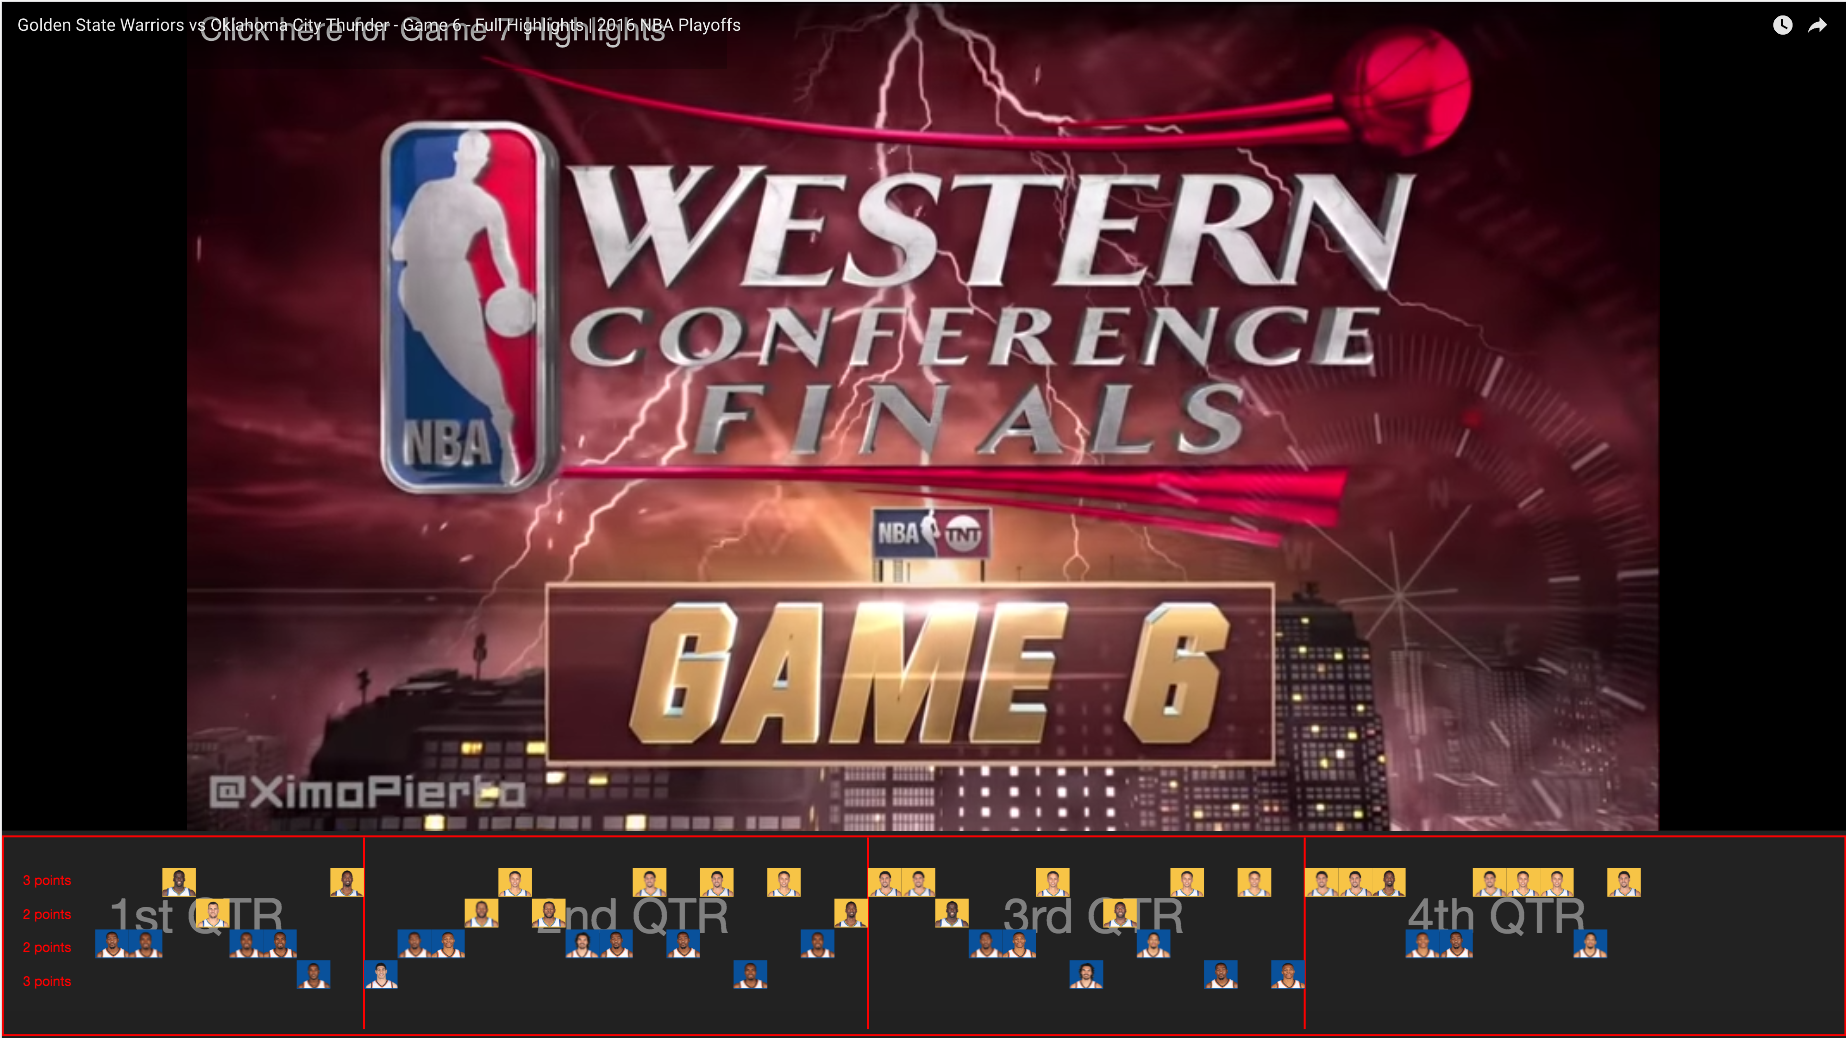 Golden State Warriors vs Oklahoma City Thunder - Game 6 - Full Highlights | 2016 NBA Playoffs
Click here for Game 7 Highlights
WESTERN
CONFERENCE
FINALS
NBA
NBA TNT
GAME 6
N
W
@XimoPierto
3 points
2 points
2 points
3 points
1st QTR
2nd QTR
3rd QTR
4th QTR